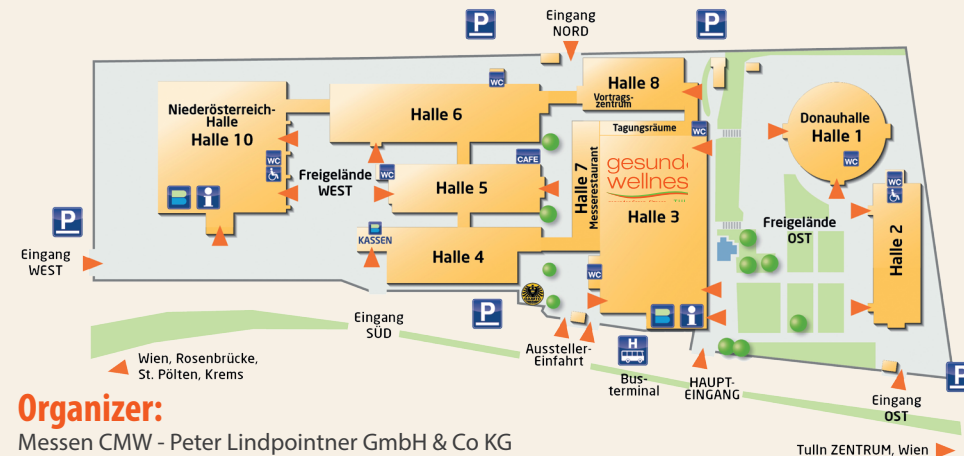 P
P
Eingang
NORD
Halle 8
Vortrags-
zentrum
WC
Niederösterreich-
Halle
Halle 10
Halle 6
Tagungsräume
WC
Donauhalle
Halle 1
WC
WC
CAFE
Freigelände
WEST
WC
Halle 5
Halle 7
Messerestaurant
gesund
wellnes
Halle 3
WC
Halle 2
Freigelände
OST
P
i
KASSEN
Halle 4
WC
Eingang
WEST
i
P
Eingang
SÜD
Aussteller-
Einfahrt
H
Bus-
terminal
HAUPT-
EINGANG
P
Eingang
OST
Wien, Rosenbrücke,
St. Pölten, Krems
Organizer:
Messen CMW - Peter Lindpointner GmbH & Co KG
Tulln ZENTRUM, Wien